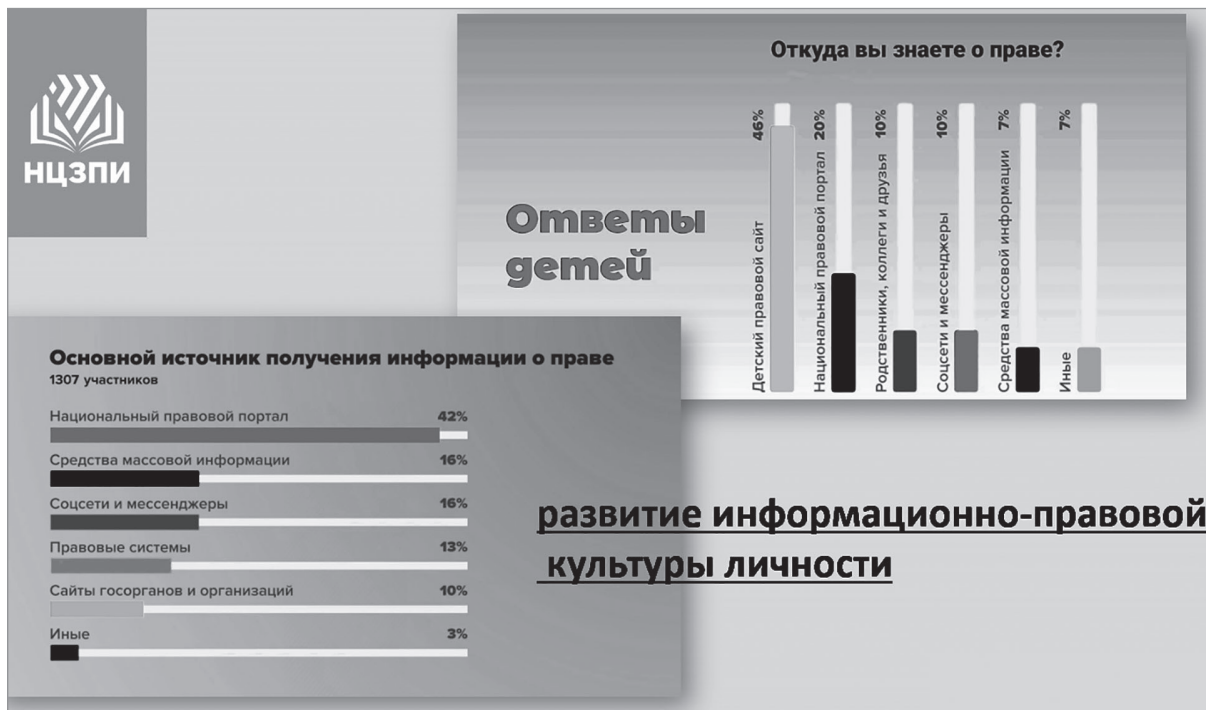 НЦЗПИ
Откуда вы знаете о праве?
Ответы
детей
46%
Детский правовой сайт
20%
Национальный правовой портал
10%
Родственники, коллеги и друзья
10%
Соцсети и мессенджеры
7%
Средства массовой информации
7%
Иные
Основной источник получения информации о праве
1307 участников
Национальный правовой портал 42%
Средства массовой информации 16%
Соцсети и мессенджеры 16%
Правовые системы 13%
Сайты госорганов и организаций 10%
Иные 3%
развитие информационно-правовой
культуры личности